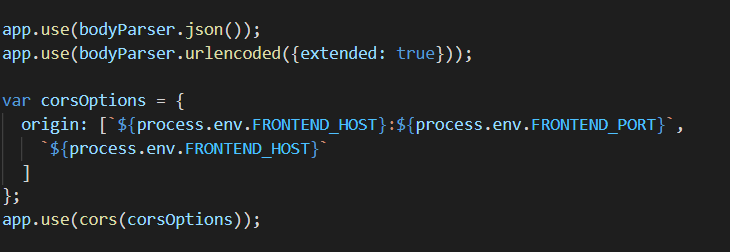 app.use(bodyParser.json());
app.use(bodyParser.urlencoded({extended: true}));
var corsOptions = {
origin: [`${process.env.FRONTEND_HOST}:${process.env.FRONTEND_PORT}`,
`${process.env.FRONTEND_HOST}`
]
};
app.use(cors(corsOptions));